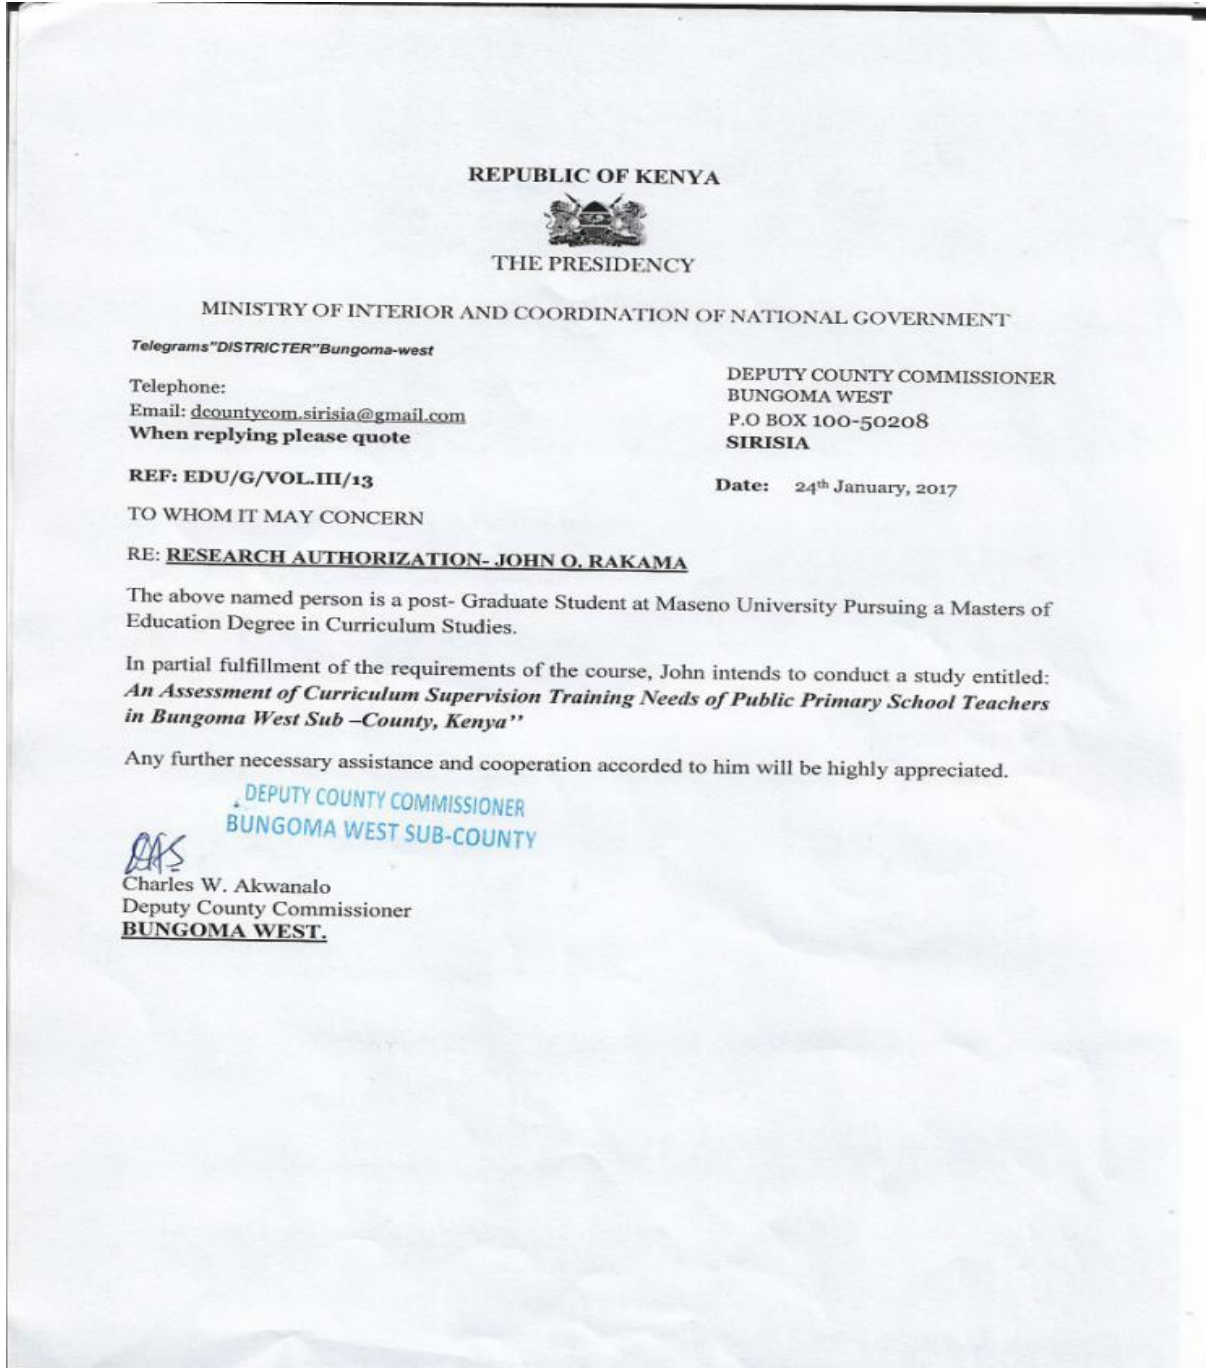 REPUBLIC OF KENYA
THE PRESIDENCY
MINISTRY OF INTERIOR AND COORDINATION OF NATIONAL GOVERNMENT
Telegrams"DISTRICTER"Bungoma-west
Telephone:
Email: dcountycom.sirisia@gmail.com
When replying please quote
DEPUTY COUNTY COMMISSIONER
BUNGOMA WEST
P.O BOX 100-50208
SIRISIA
REF: EDU/G/VOL.III/13
Date: 24th January, 2017
TO WHOM IT MAY CONCERN
RE: RESEARCH AUTHORIZATION- JOHN O. RAKAMA
The above named person is a post- Graduate Student at Maseno University Pursuing a Masters of
Education Degree in Curriculum Studies.
In partial fulfillment of the requirements of the course, John intends to conduct a study entitled:
An Assessment of Curriculum Supervision Training Needs of Public Primary School Teachers
in Bungoma West Sub –County, Kenya’’
Any further necessary assistance and cooperation accorded to him will be highly appreciated.
DEPUTY COUNTY COMMISSIONER
BUNGOMA WEST SUB-COUNTY
Charles W. Akwanalo
Deputy County Commissioner
BUNGOMA WEST.